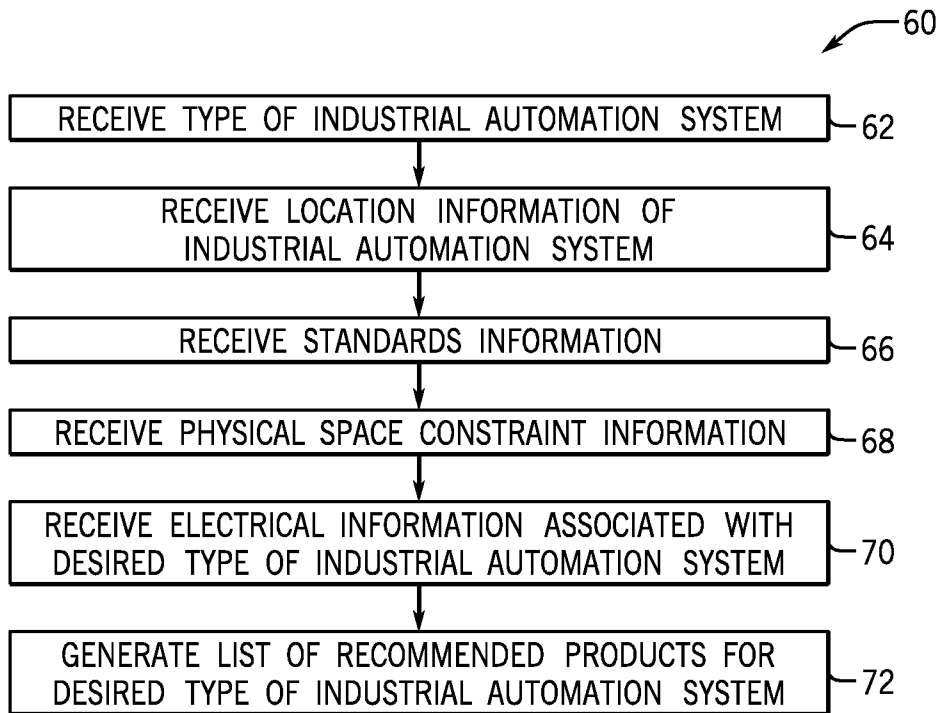 60
RECEIVE TYPE OF INDUSTRIAL AUTOMATION SYSTEM
62
RECEIVE LOCATION INFORMATION OF
INDUSTRIAL AUTOMATION SYSTEM
64
RECEIVE STANDARDS INFORMATION
66
RECEIVE PHYSICAL SPACE CONSTRAINT INFORMATION
68
RECEIVE ELECTRICAL INFORMATION ASSOCIATED WITH
DESIRED TYPE OF INDUSTRIAL AUTOMATION SYSTEM
70
GENERATE LIST OF RECOMMENDED PRODUCTS FOR
DESIRED TYPE OF INDUSTRIAL AUTOMATION SYSTEM
72